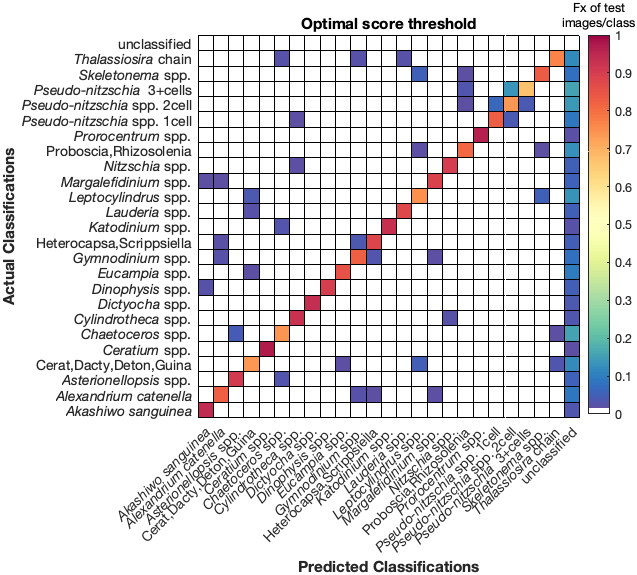 Optimal score threshold
Fx of test
images/class
unclassified
Thalassiosira chain
Skeletonema spp.
Pseudo-nitzschia 3+cells
Pseudo-nitzschia spp. 2cell
Pseudo-nitzschia spp. 1cell
Prorocentrum spp.
Proboscia,Rhizosolenia
Nitzschia spp.
Margalefidinium spp.
Leptocylindrus spp.
Lauderia spp.
Katodinium spp.
Heterocapsa,Scrippsiella
Gymnodinium spp.
Eucampia spp.
Dinophysis spp.
Dictyocha spp.
Cylindrotheca spp.
Chaetoceros spp.
Ceratium spp.
Cerat,Dacty,Deton,Guina
Asterionellopsis spp.
Alexandrium catenella
Akashiwo sanguinea
Actual Classifications
1
0.9
0.8
0.7
0.6
0.5
0.4
0.3
0.2
0.1
0
Akashiwo sanguinea
Alexandrium catenella
Asterionellopsis spp.
Cerat,Dacty,Deton,Guina
Ceratium spp.
Chaetoceros spp.
Cylindrotheca spp.
Dictyocha spp.
Dinophysis spp.
Eucampia spp.
Gymnodinium spp.
Heterocapsa,Scrippsiella
Katodinium spp.
Lauderia spp.
Leptocylindrus spp.
Margalefidinium spp.
Nitzschia spp.
Proboscia,Rhizosolenia
Prorocentrum spp.
Pseudo-nitzschia spp. 1cell
Pseudo-nitzschia spp. 2cell
Pseudo-nitzschia 3+cells
Skeletonema spp.
Thalassiosira chain
unclassified
Predicted Classifications